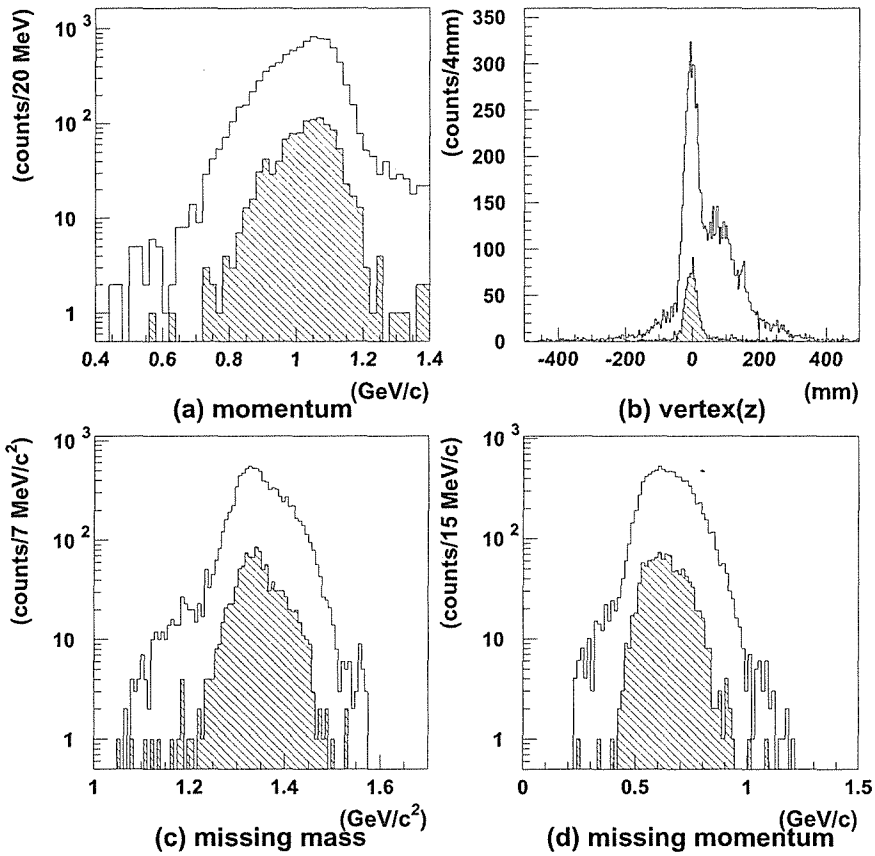 (counts/20 MeV)
10^3
10^2
10
1
0.4 0.6 0.8 1 1.2 1.4
(GeV/c)
(a) momentum
(counts/4mm)
350
300
250
200
150
100
50
0
-400 -200 0 200 400
(mm)
(b) vertex(z)
(counts/7 MeV/c^2)
10^3
10^2
10
1
1 1.2 1.4 1.6
(GeV/c^2)
(c) missing mass
(counts/15 MeV/c)
10^3
10^2
10
1
0 0.5 1 1.5
(GeV/c)
(d) missing momentum